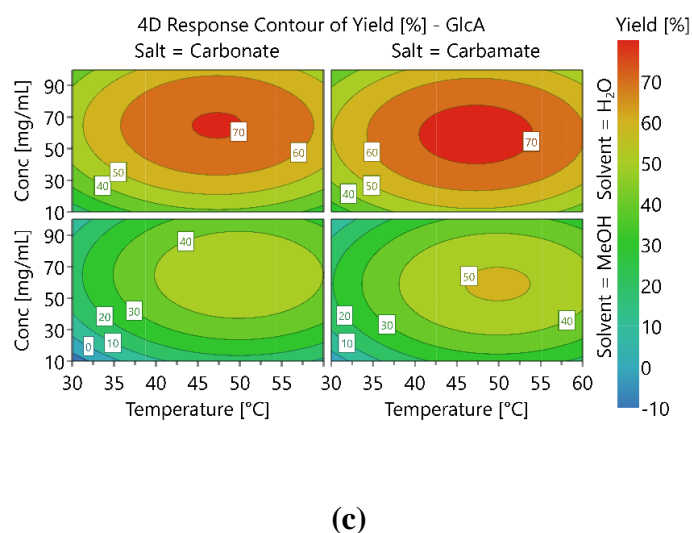 4D Response Contour of Yield [%] - GlcA
Yield [%]
Salt = Carbonate
Salt = Carbamate
Conc [mg/mL]
90
70
50
30
10
40
50
70
60
60
40
50
70
Solvent = H₂O
Conc [mg/mL]
90
70
50
30
10
0
20
10
30
40
20
10
30
50
40
Solvent = MeOH
30 35 40 45 50 55
30 35 40 45 50 55 60
Temperature [°C]
Temperature [°C]
70
60
50
40
30
20
10
0
-10
(c)